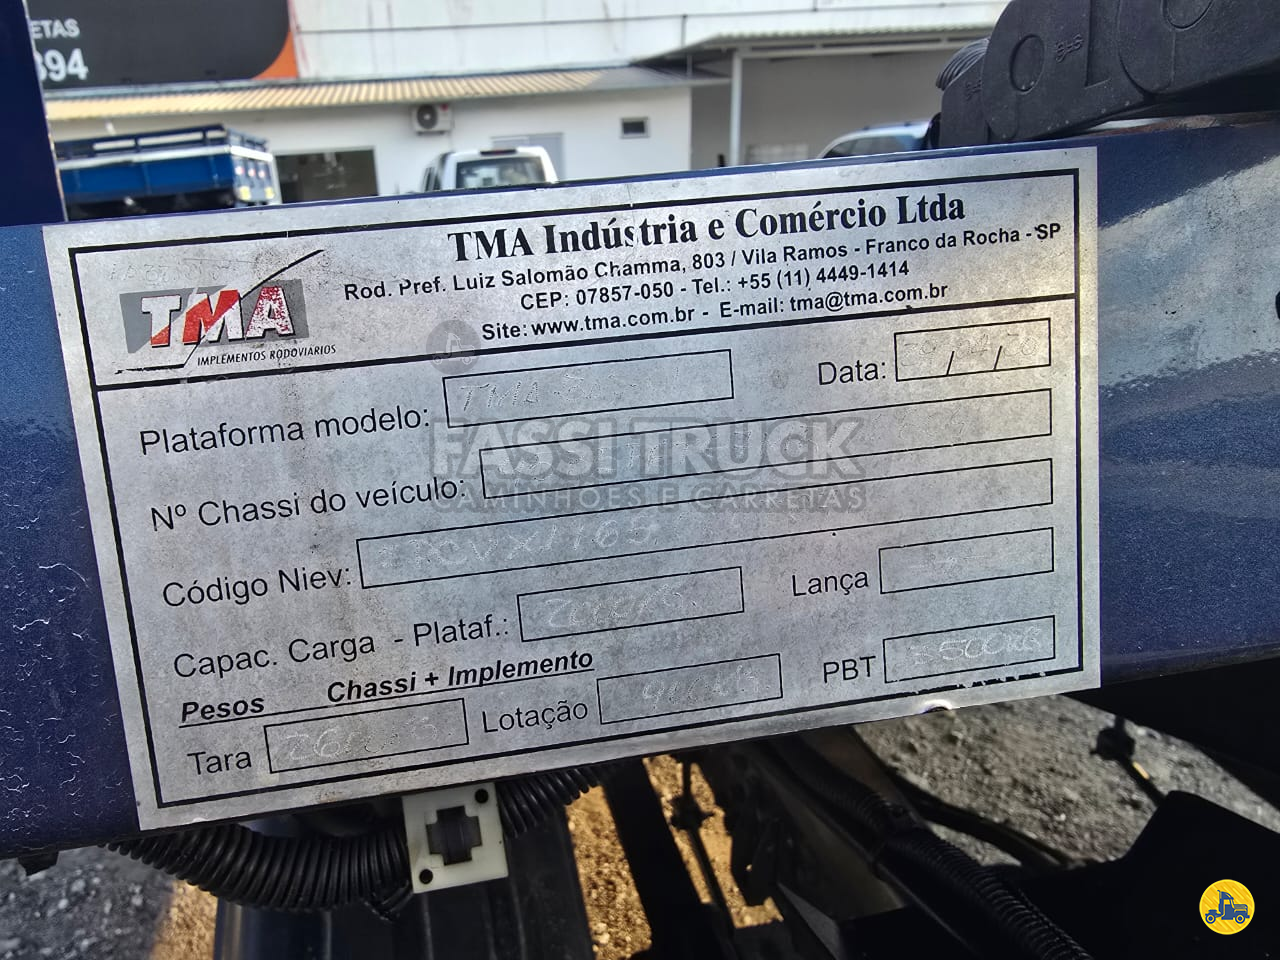 ETAS
394
TMA
IMPLEMENTOS RODOVIÁRIOS
TMA Indústria e Comércio Ltda
Rod. Pref. Luiz Salomão Chamma, 803 / Vila Ramos - Franco da Rocha - SP
CEP: 07857-050 - Tel.: +55 (11) 4449-1414
Site: www.tma.com.br - E-mail: tma@tma.com.br
Plataforma modelo: TMA
Data:
Nº Chassi do veículo:
FASSI TRUCK
CAMINHOES E CARRETAS
Código Niev:
Capac. Carga - Plataf.:
Lança
Pesos Chassi + Implemento
Tara
Lotação
PBT